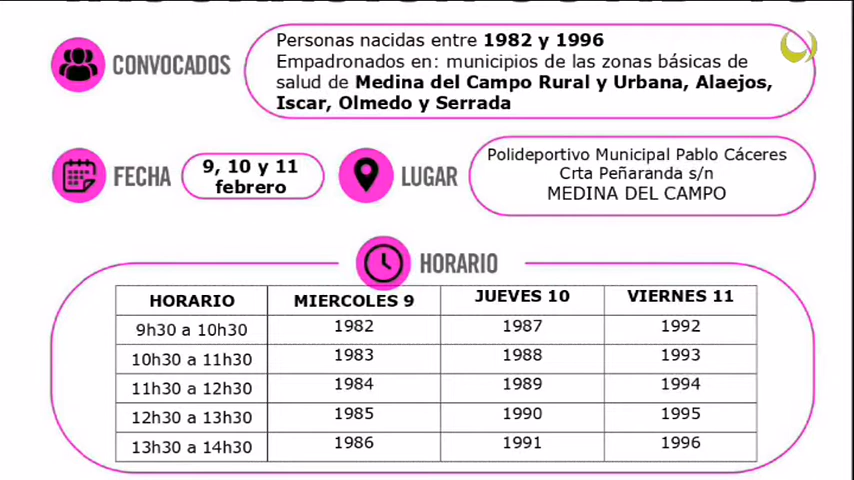 CONVOCADOS
Personas nacidas entre 1982 y 1996
Empadronados en: municipios de las zonas básicas de
salud de Medina del Campo Rural y Urbana, Alaejos,
Iscar, Olmedo y Serrada
FECHA
9, 10 y 11
febrero
LUGAR
Polideportivo Municipal Pablo Cáceres
Crta Peñaranda s/n
MEDINA DEL CAMPO
HORARIO
HORARIO MIERCOLES 9 JUEVES 10 VIERNES 11
9h30 a 10h30 1982 1987 1992
10h30 a 11h30 1983 1988 1993
11h30 a 12h30 1984 1989 1994
12h30 a 13h30 1985 1990 1995
13h30 a 14h30 1986 1991 1996